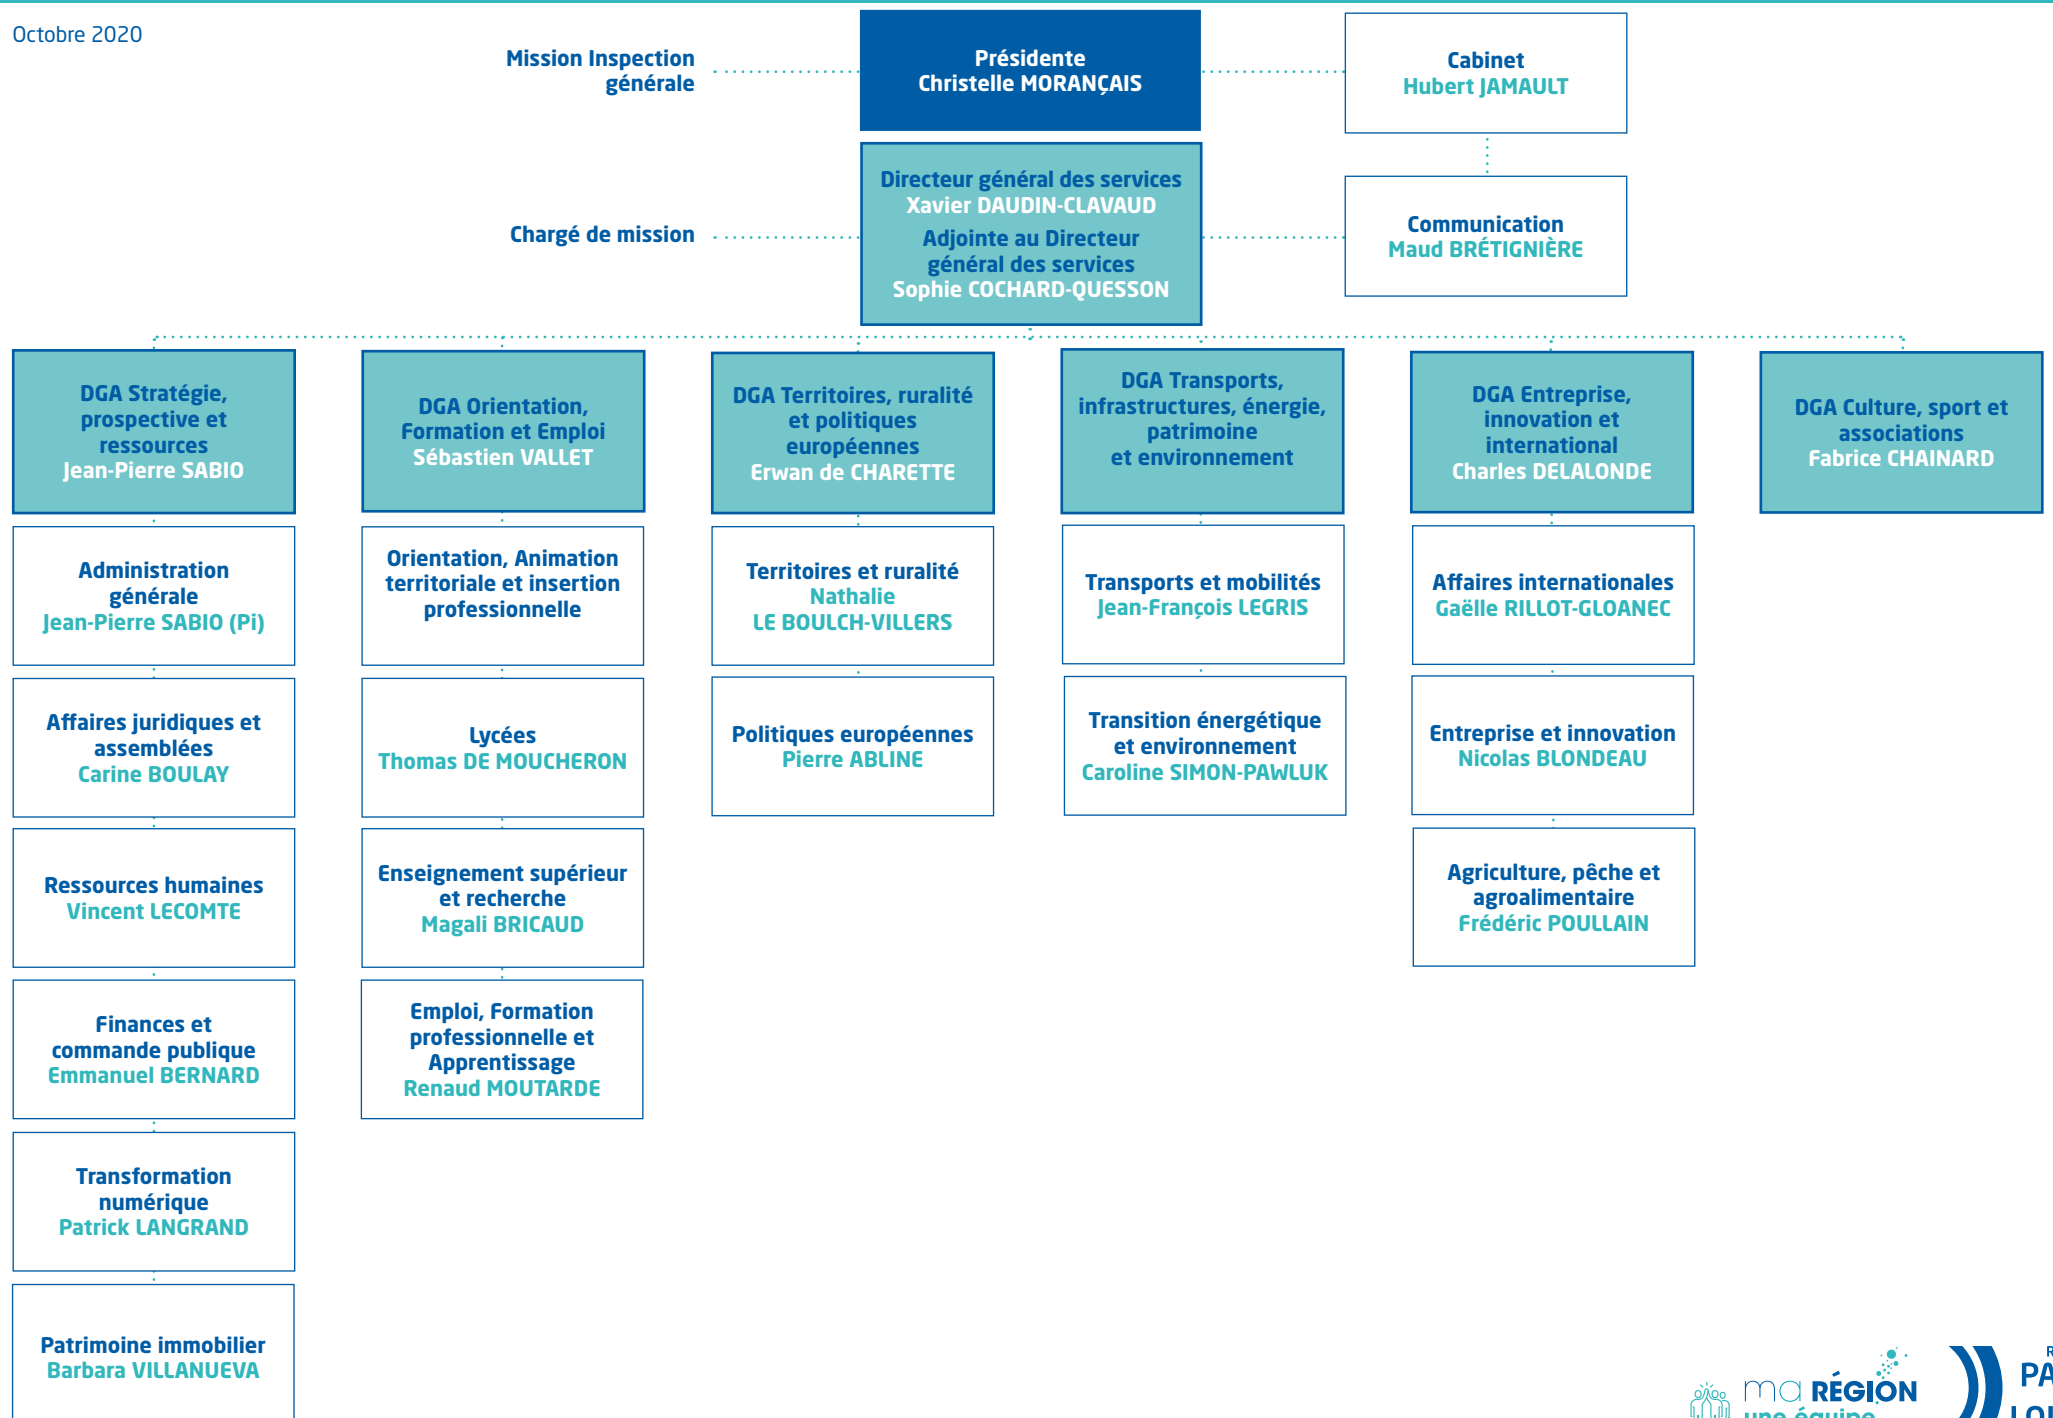 Octobre 2020
Mission Inspection
générale
Présidente
Christelle MORANÇAIS
Cabinet
Hubert JAMAULT
Chargé de mission
Directeur général des services
Xavier DAUDIN-CLAVAUD
Adjointe au Directeur
général des services
Sophie COCHARD-QUESSON
Communication
Maud BRÉTIGNIÈRE
DGA Stratégie,
prospective et
ressources
Jean-Pierre SABIO
Administration
générale
Jean-Pierre SABIO (Pi)
Affaires juridiques et
assemblées
Carine BOULAY
Ressources humaines
Vincent LECOMTE
Finances et
commande publique
Emmanuel BERNARD
Transformation
numérique
Patrick LANGRAND
Patrimoine immobilier
Barbara VILLANUEVA
DGA Orientation,
Formation et Emploi
Sébastien VALLET
Orientation, Animation
territoriale et insertion
professionnelle
Lycées
Thomas DE MOUCHERON
Enseignement supérieur
et recherche
Magali BRICAUD
Emploi, Formation
professionnelle et
Apprentissage
Renaud MOUTARDE
DGA Territoires, ruralité
et politiques
européennes
Erwan de CHARETTE
Territoires et ruralité
Nathalie
LE BOULCH-VILLERS
Politiques européennes
Pierre ABLINE
DGA Transports,
infrastructures, énergie,
patrimoine
et environnement
Transports et mobilités
Jean-François LEGRIS
Transition énergétique
et environnement
Caroline SIMON-PAWLUK
DGA Entreprise,
innovation et
international
Charles DELALONDE
Affaires internationales
Gaëlle RILLOT-GLOANEC
Entreprise et innovation
Nicolas BLONDEAU
Agriculture, pêche et
agroalimentaire
Frédéric POULLAIN
DGA Culture, sport et
associations
Fabrice CHAINARD
ma RÉGION
une équipe